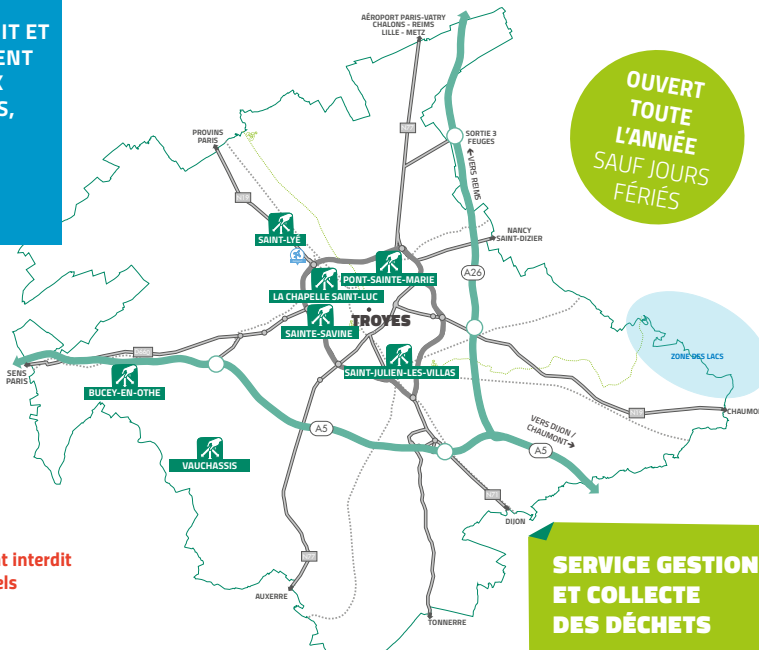 IT ET
ENT
X
S,
AÉROPORT PARIS-VATRY
CHALONS - REIMS
LILLE - METZ
OUVERT
TOUTE
L'ANNÉE
SAUF JOURS
FÉRIÉS
PROVINS
PARIS
SORTIE 3
FEUGES
VERS REIMS
NANCY
SAINT-DIZIER
SAINT-LYÉ
PONT-SAINTE-MARIE
A26
LA CHAPELLE SAINT-LUC
TROYES
SAINTE-SAVINE
ZONE DES LACS
SENS
PARIS
SAINT-JULIEN-LES-VILLAS
BUCEY-EN-OTHE
CHAUMO
A5
VERS DIJON /
CHAUMONT
A5
VAUCHASSIS
DIJON
t interdit
els
AUXERRE
TONNERRE
SERVICE GESTION
ET COLLECTE
DES DÉCHETS